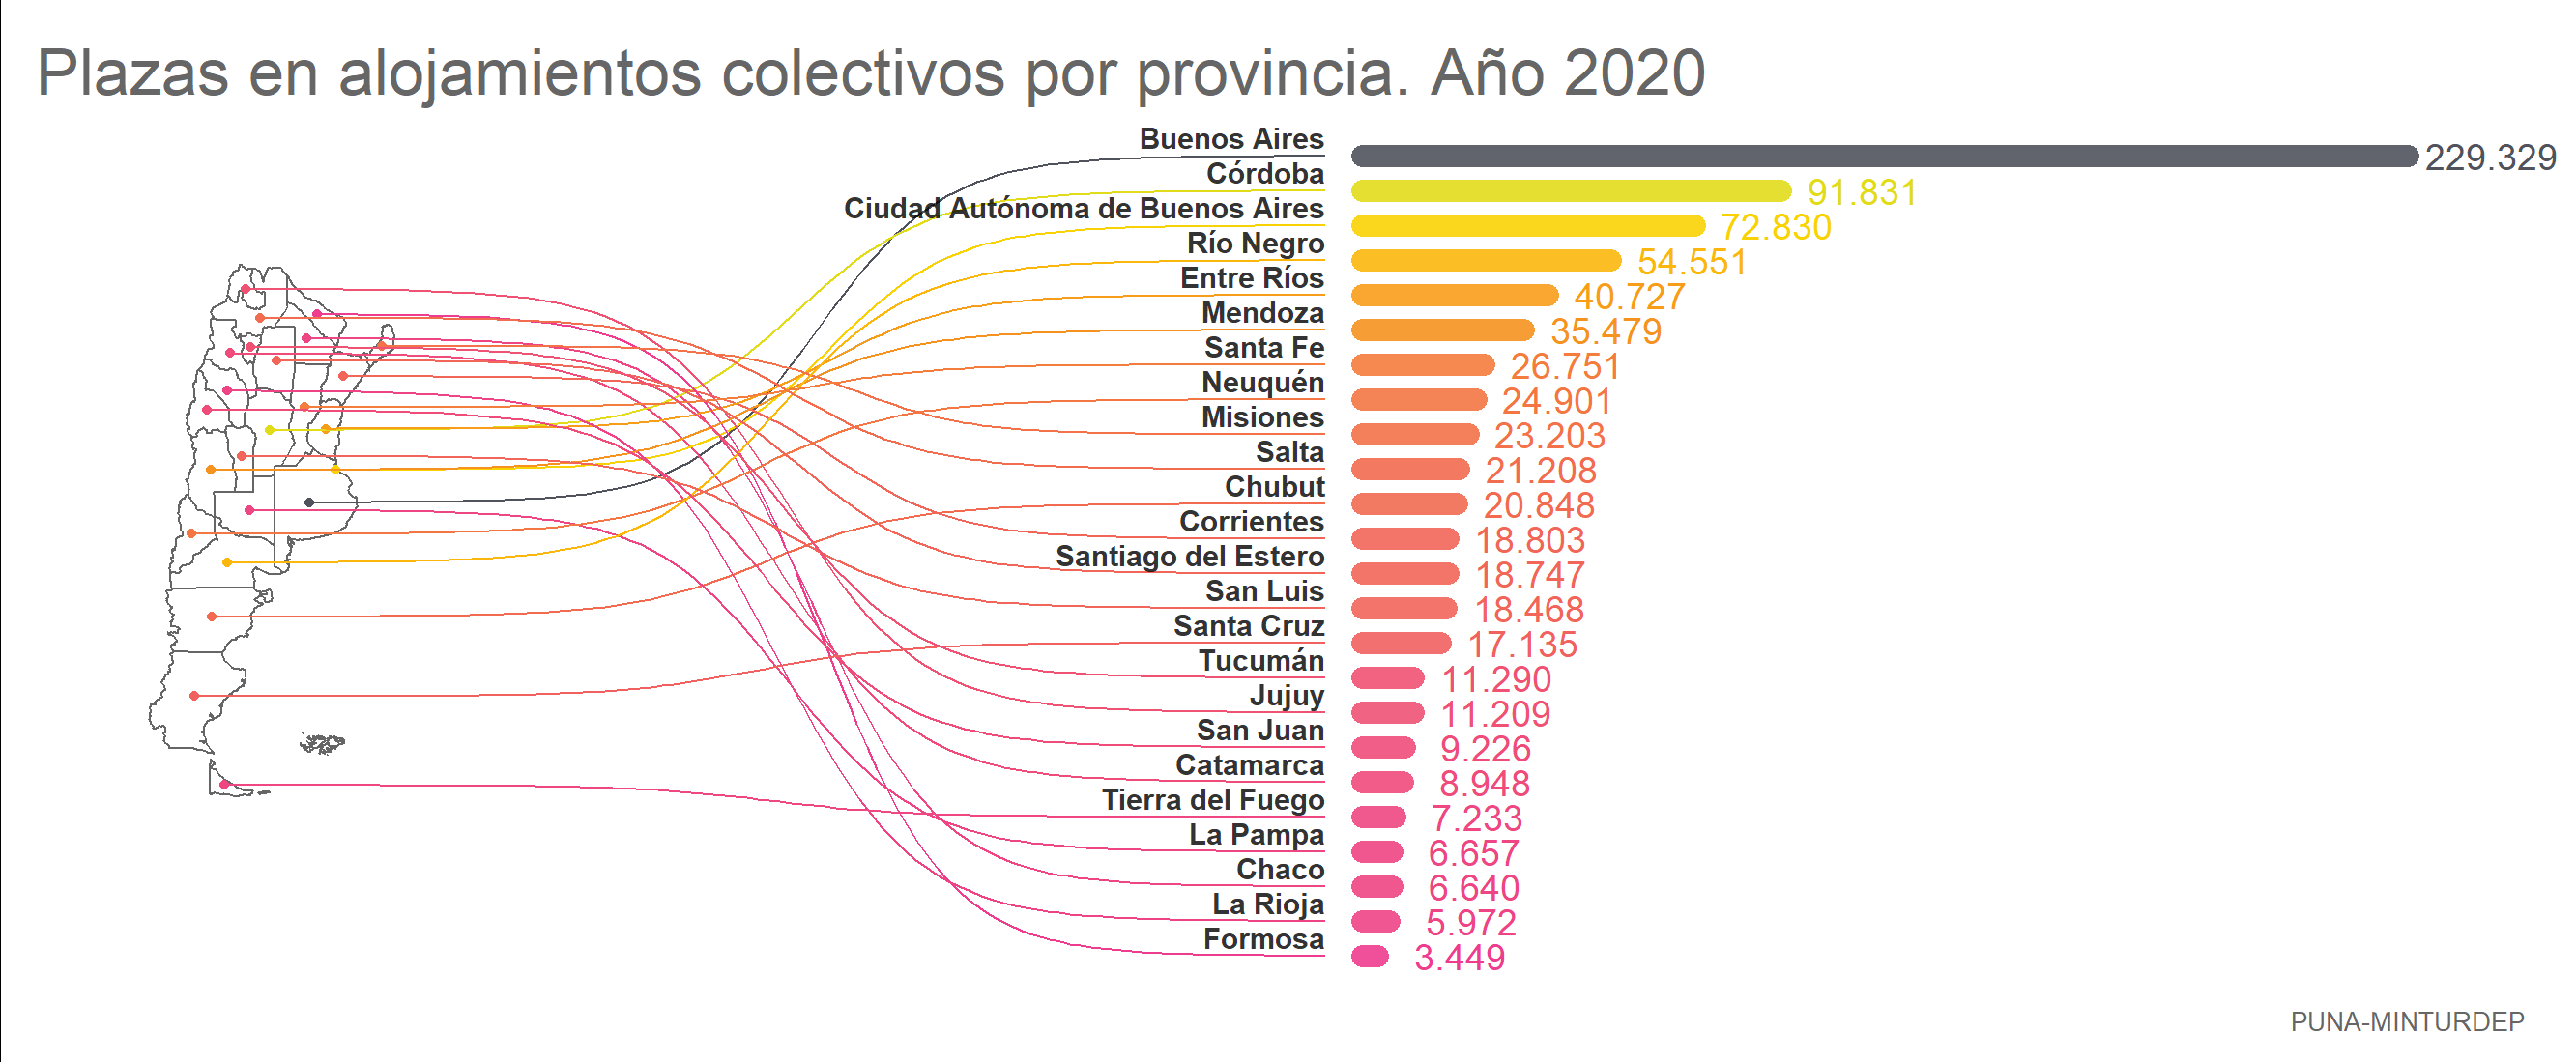 Plazas en alojamientos colectivos por provincia. Año 2020
Buenos Aires 229.329
Córdoba 91.831
Ciudad Autónoma de Buenos Aires 72.830
Río Negro 54.551
Entre Ríos 40.727
Mendoza 35.479
Santa Fe 26.751
Neuquén 24.901
Misiones 23.203
Salta 21.208
Chubut 20.848
Corrientes 18.803
Santiago del Estero 18.747
San Luis 18.468
Santa Cruz 17.135
Tucumán 11.290
Jujuy 11.209
San Juan 9.226
Catamarca 8.948
Tierra del Fuego 7.233
La Pampa 6.657
Chaco 6.640
La Rioja 5.972
Formosa 3.449
PUNA-MINTURDEP